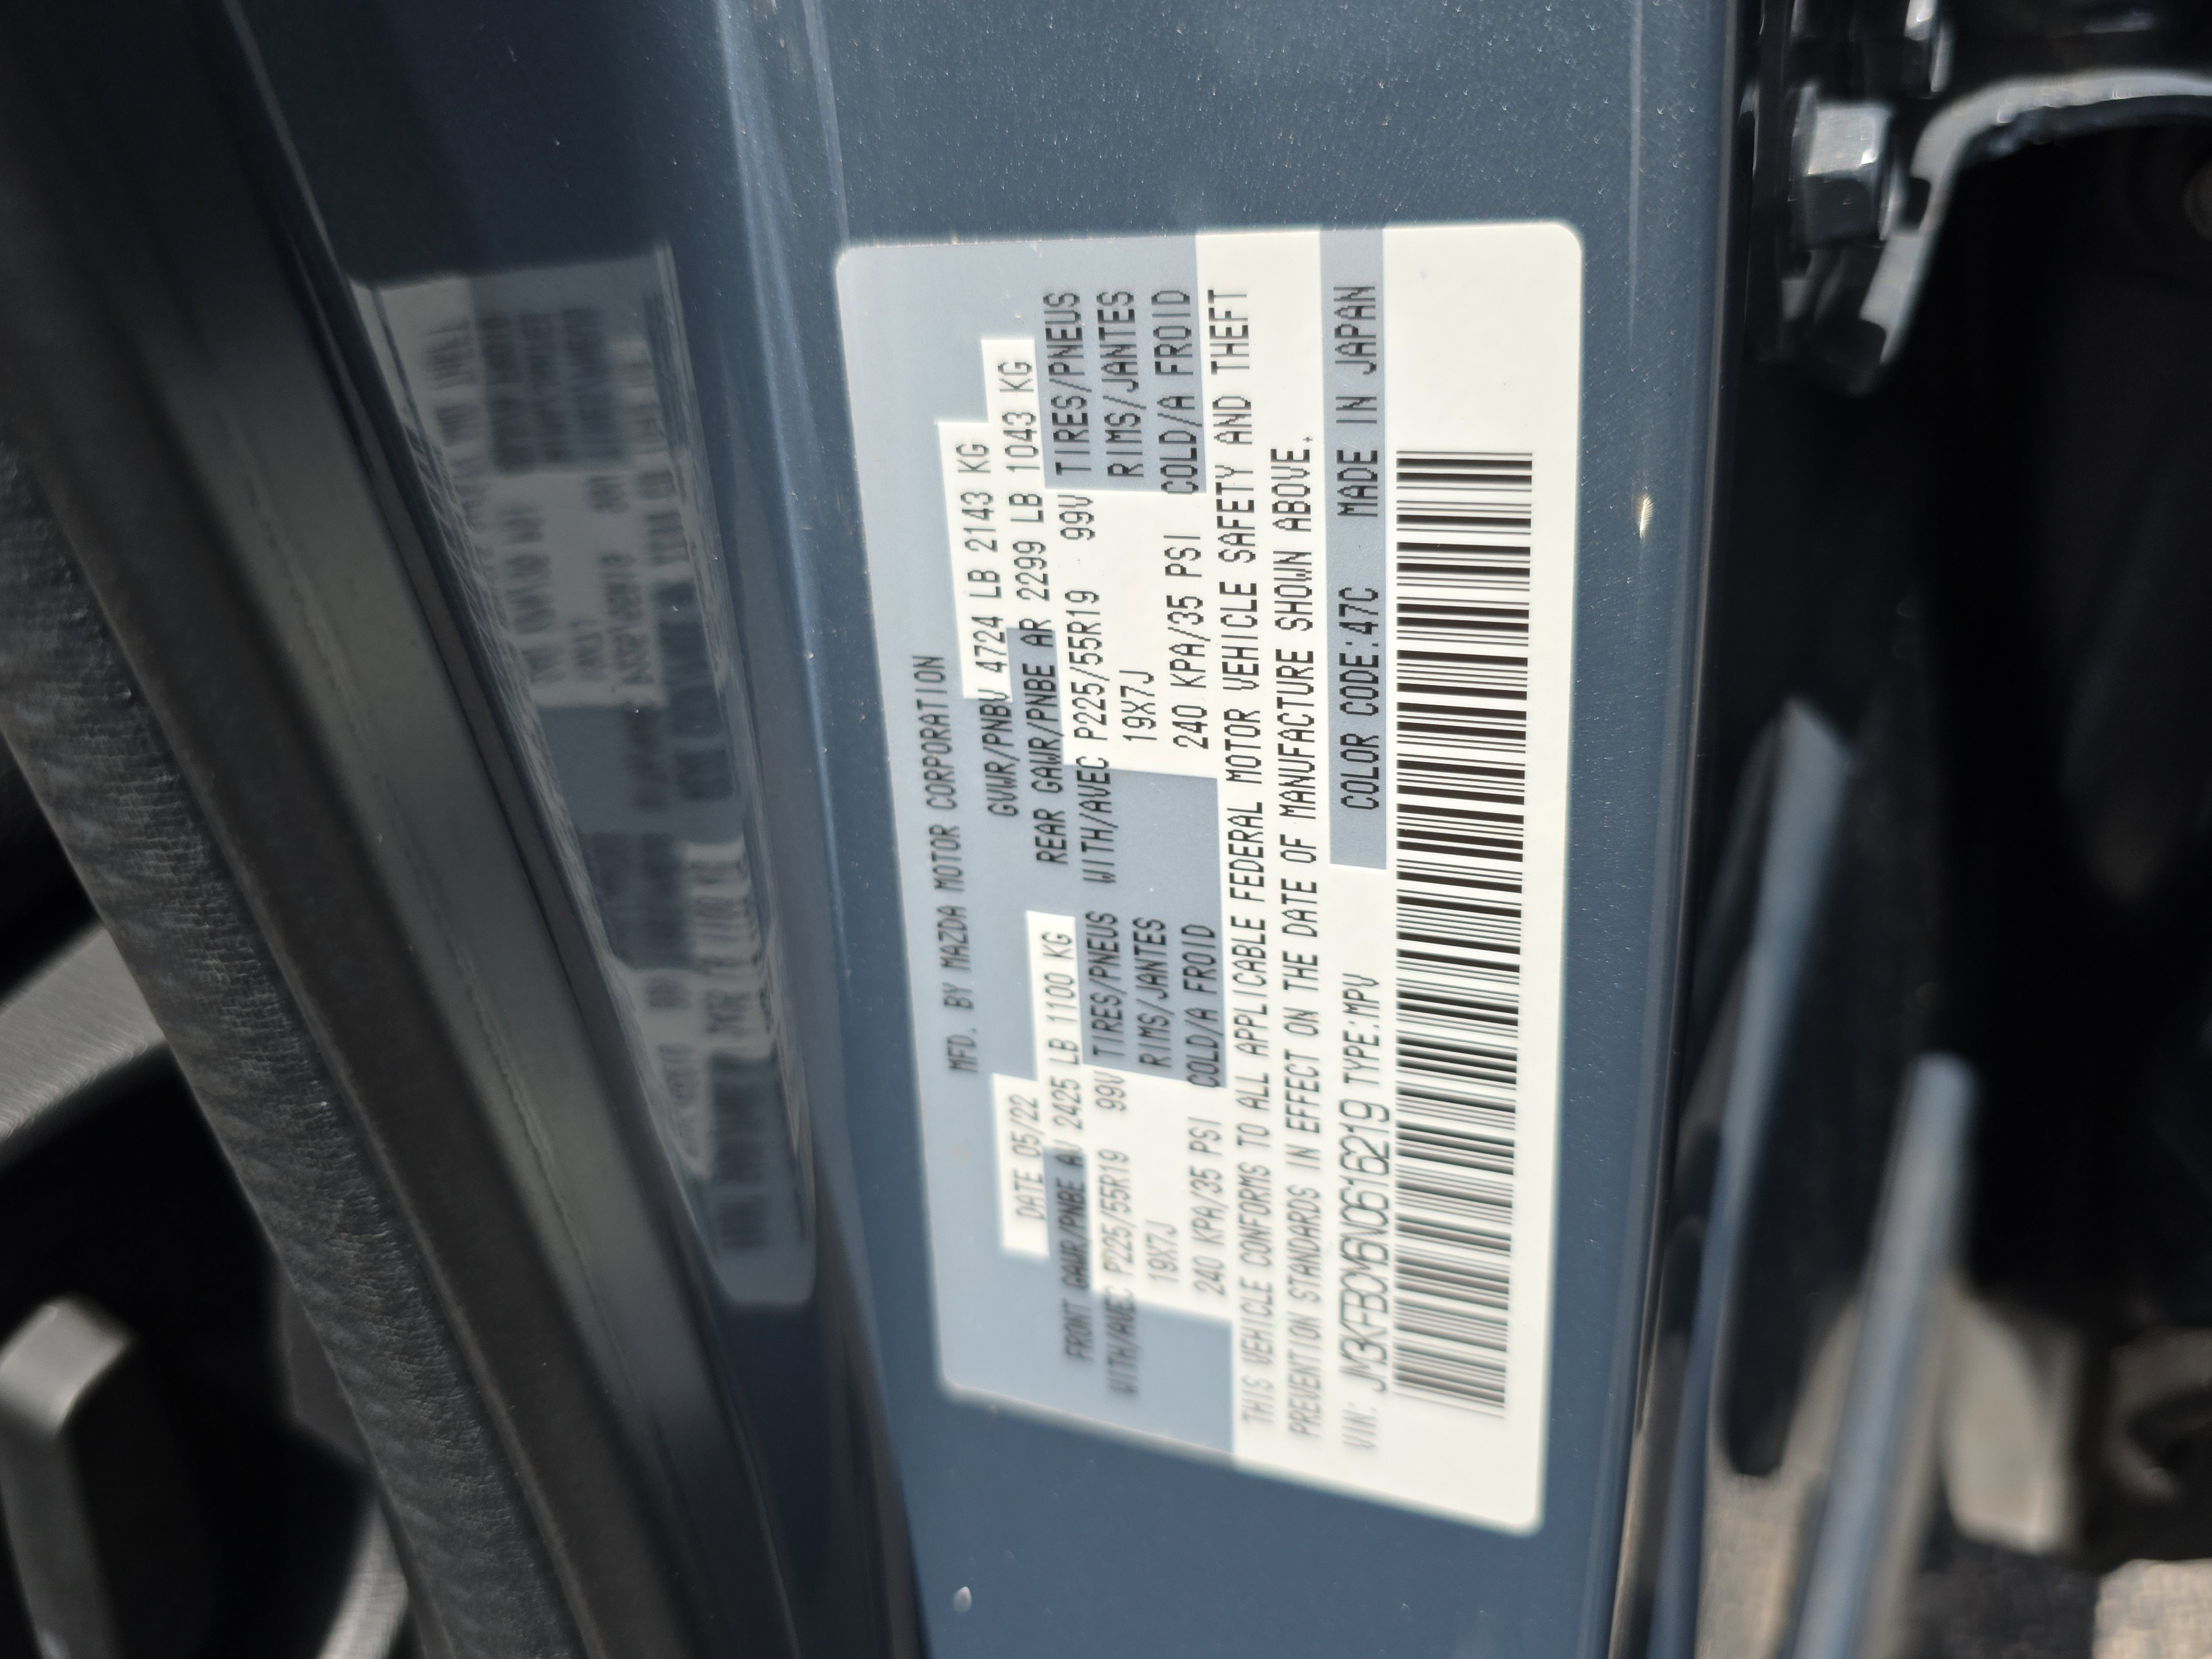 MFD. BY MAZDA MOTOR CORPORATION
DATE 05/22 GVWR/PNBV 4724 LB 2143 KG
FRONT GAWR/PNBE AV 2425 LB 1100 KG REAR GAWR/PNBE AR 2299 LB 1043 KG
WITH/AVEC P225/55R19 99V TIRES/PNEUS WITH/AVEC P225/55R19 99V TIRES/PNEUS
19X7J RIMS/JANTES 19X7J RIMS/JANTES
240 KPA/35 PSI COLD/A FROID 240 KPA/35 PSI COLD/A FROID
THIS VEHICLE CONFORMS TO ALL APPLICABLE FEDERAL MOTOR VEHICLE SAFETY AND THEFT
PREVENTION STANDARDS IN EFFECT ON THE DATE OF MANUFACTURE SHOWN ABOVE.
VIN: JM3KFBCM6N0616219 TYPE:MPV COLOR CODE:47C MADE IN JAPAN